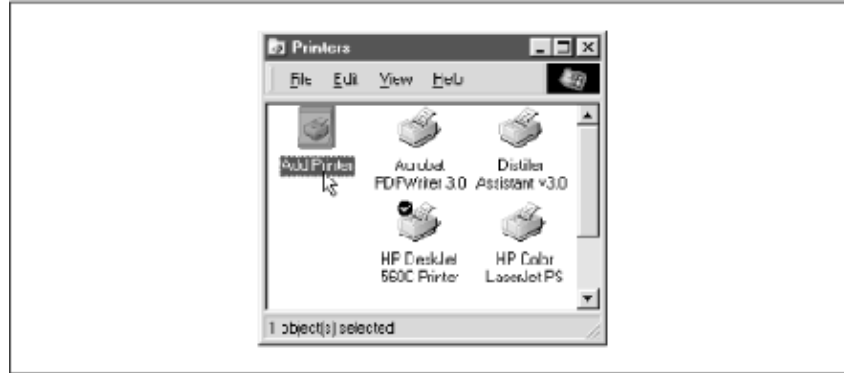 Printers
File Edit View Help
Add Printer
Acrobat
PDFWriter 3.0
Distiller
Assistant v3.0
HP DeskJet
560C Printer
HP Color
LaserJet PS
1 object(s) selected